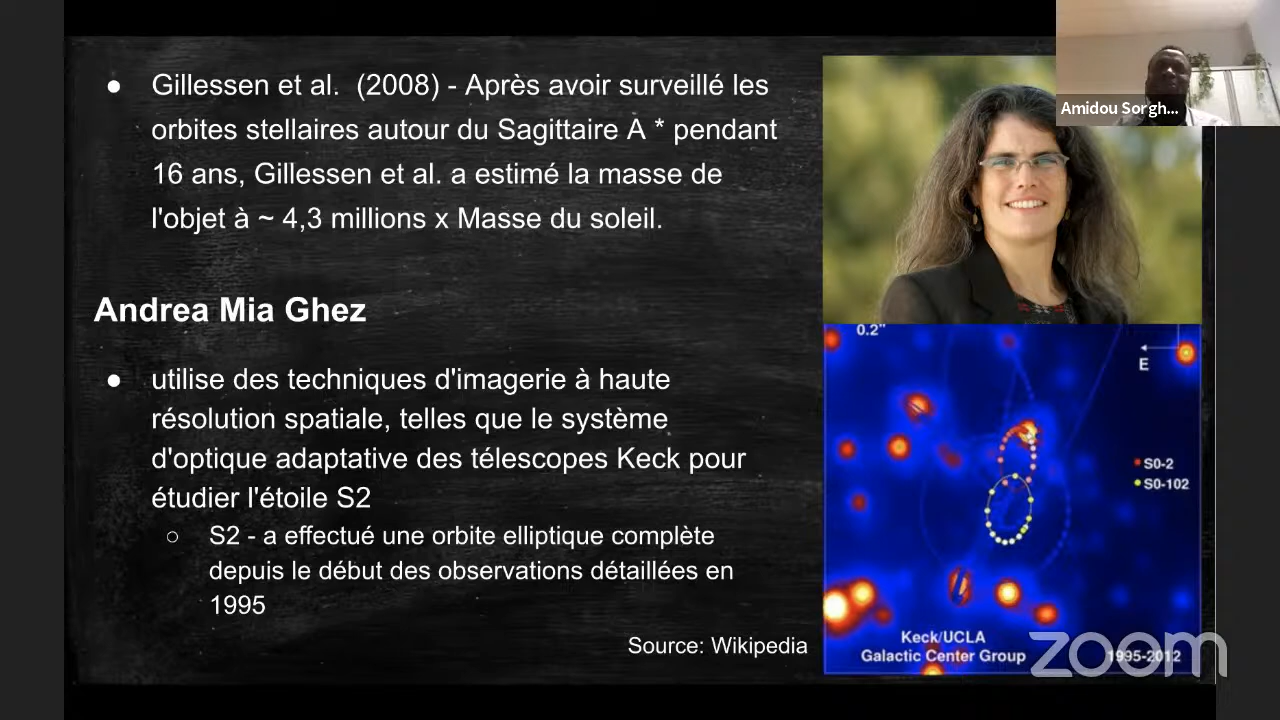 ● Gillessen et al. (2008) - Après avoir surveillé les
orbites stellaires autour du Sagittaire A * pendant
16 ans, Gillessen et al. a estimé la masse de
l'objet à ~ 4,3 millions x Masse du soleil.
Andrea Mia Ghez
● utilise des techniques d'imagerie à haute
résolution spatiale, telles que le système
d'optique adaptative des télescopes Keck pour
étudier l'étoile S2
○ S2 - a effectué une orbite elliptique complète
depuis le début des observations détaillées en
1995
Source: Wikipedia
Amidou Sorgh...
0.2"
E
S0-2
S0-102
Keck/UCLA
Galactic Center Group
1995-2012
zoom